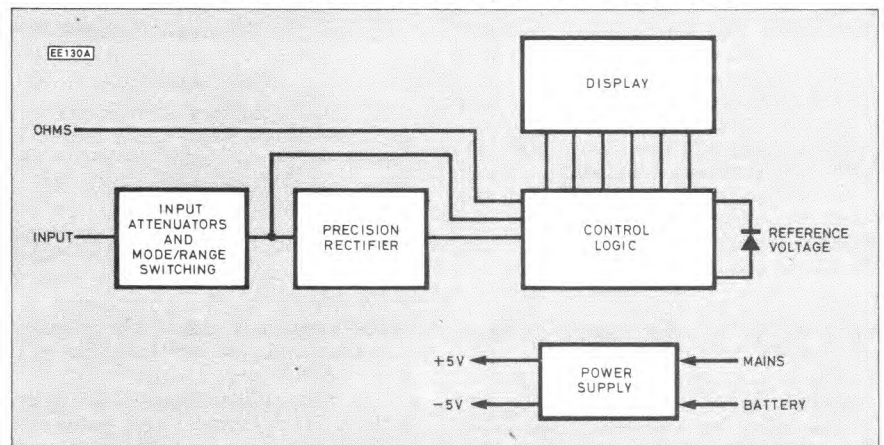 EE130A
DISPLAY
OHMS
INPUT
INPUT
ATTENUATORS
AND
MODE/RANGE
SWITCHING
PRECISION
RECTIFIER
CONTROL
LOGIC
REFERENCE
VOLTAGE
+5V
-5V
POWER
SUPPLY
MAINS
BATTERY